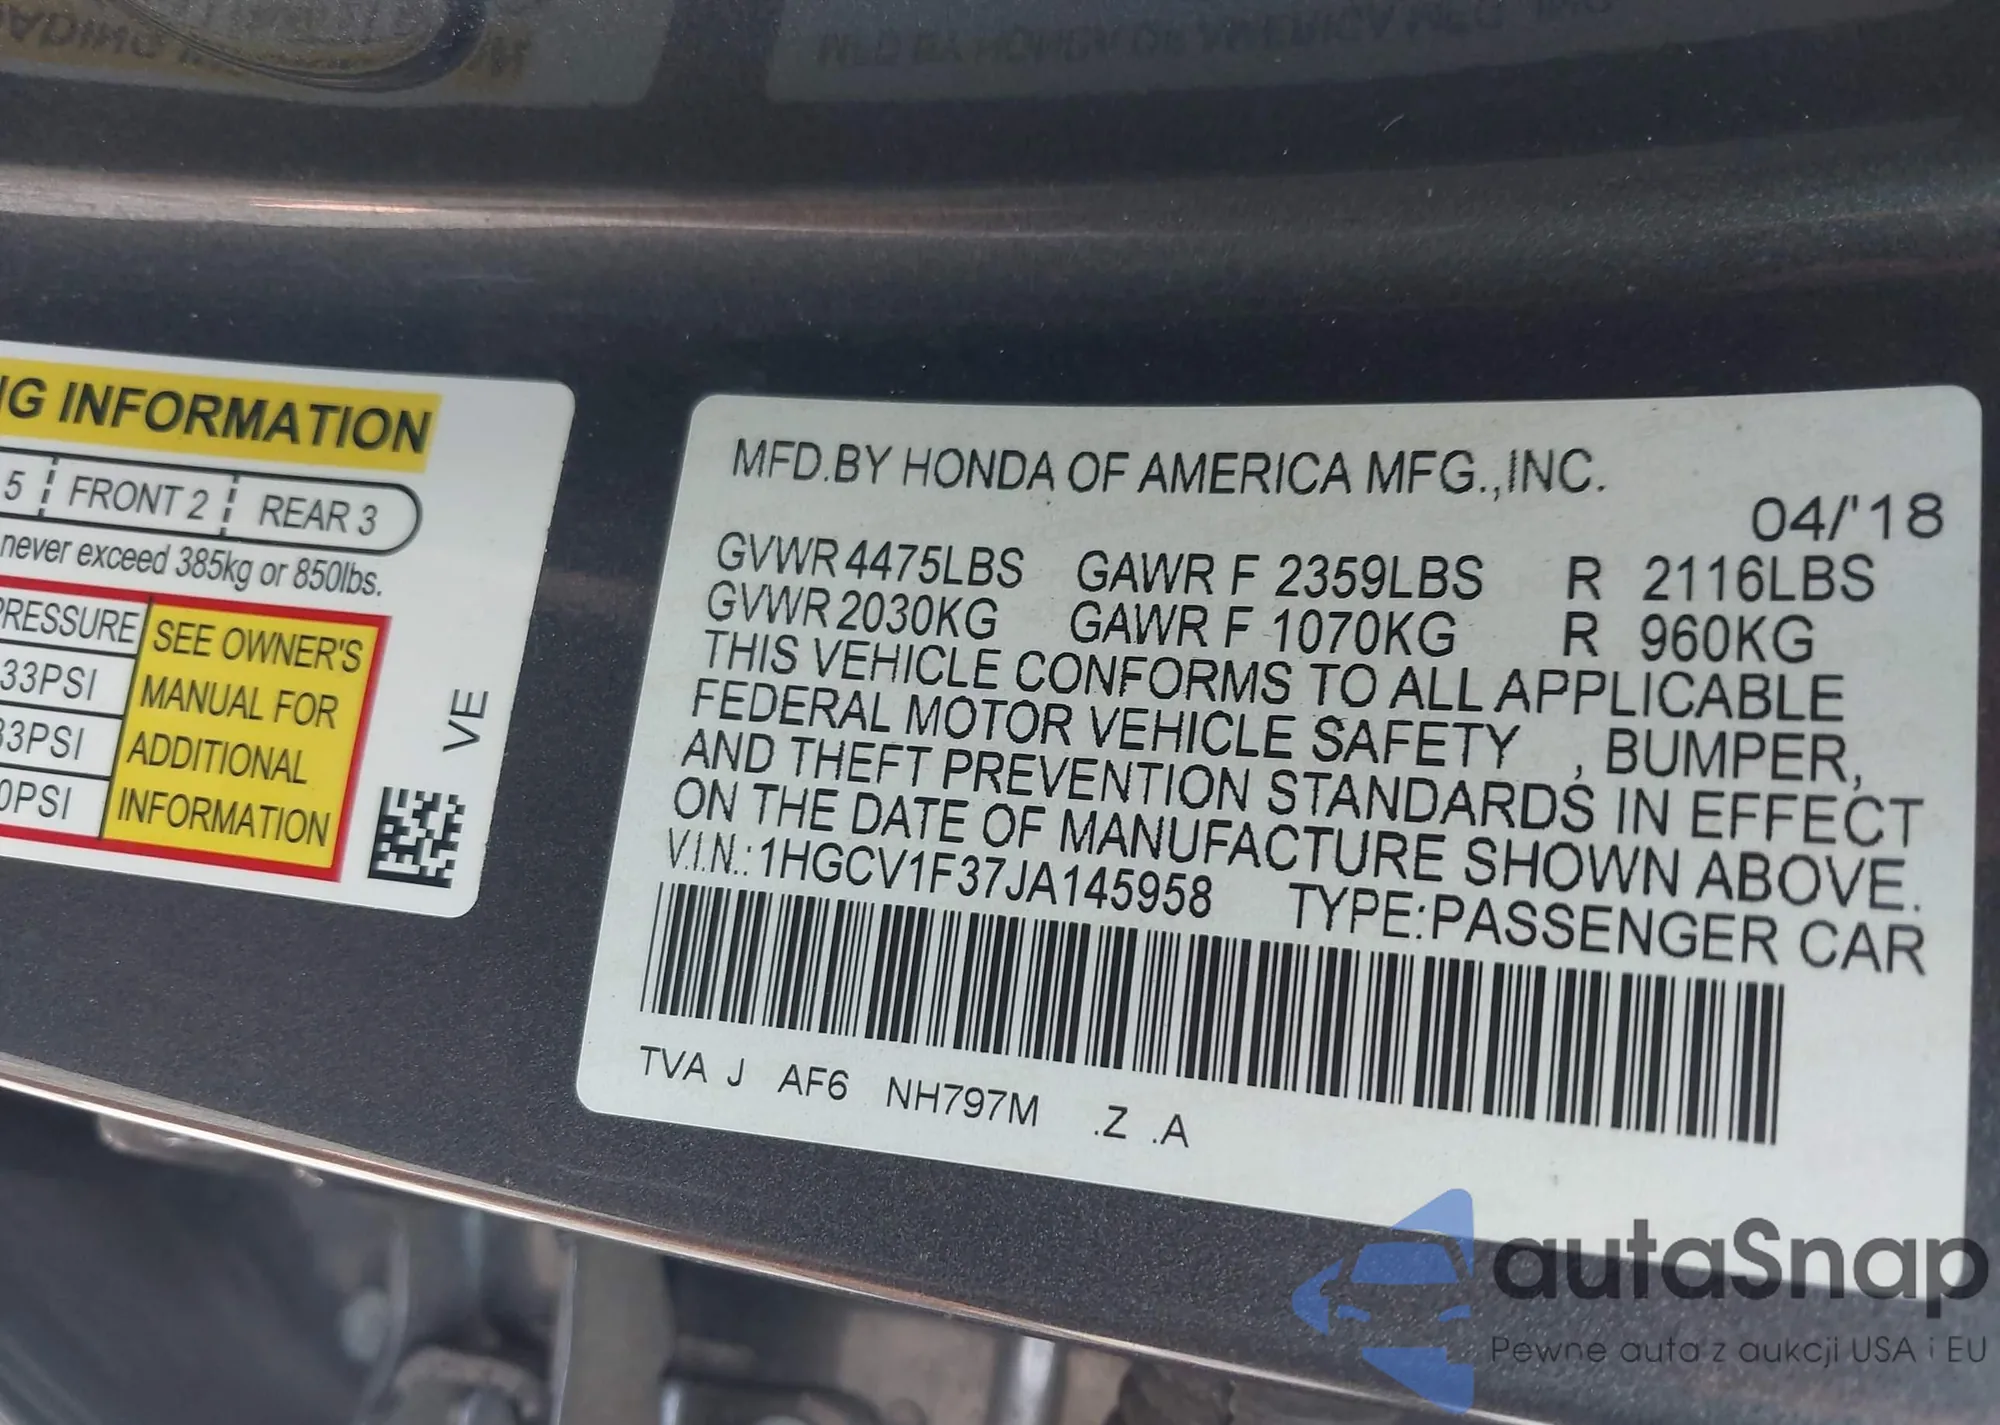 NG INFORMATION
5 FRONT 2 REAR 3
never exceed 385kg or 850lbs.
PRESSURE
33PSI
33PSI
0PSI
SEE OWNER'S
MANUAL FOR
ADDITIONAL
INFORMATION
VE
MFD.BY HONDA OF AMERICA MFG.,INC.
04/'18
GVWR 4475LBS GAWR F 2359LBS R 2116LBS
GVWR 2030KG GAWR F 1070KG R 960KG
THIS VEHICLE CONFORMS TO ALL APPLICABLE
FEDERAL MOTOR VEHICLE SAFETY , BUMPER,
AND THEFT PREVENTION STANDARDS IN EFFECT
ON THE DATE OF MANUFACTURE SHOWN ABOVE.
V.I.N.: 1HGCV1F37JA145958 TYPE:PASSENGER CAR
TVA J AF6 NH797M .Z .A
autaSnap
Pewne auta z aukcji USA i EU